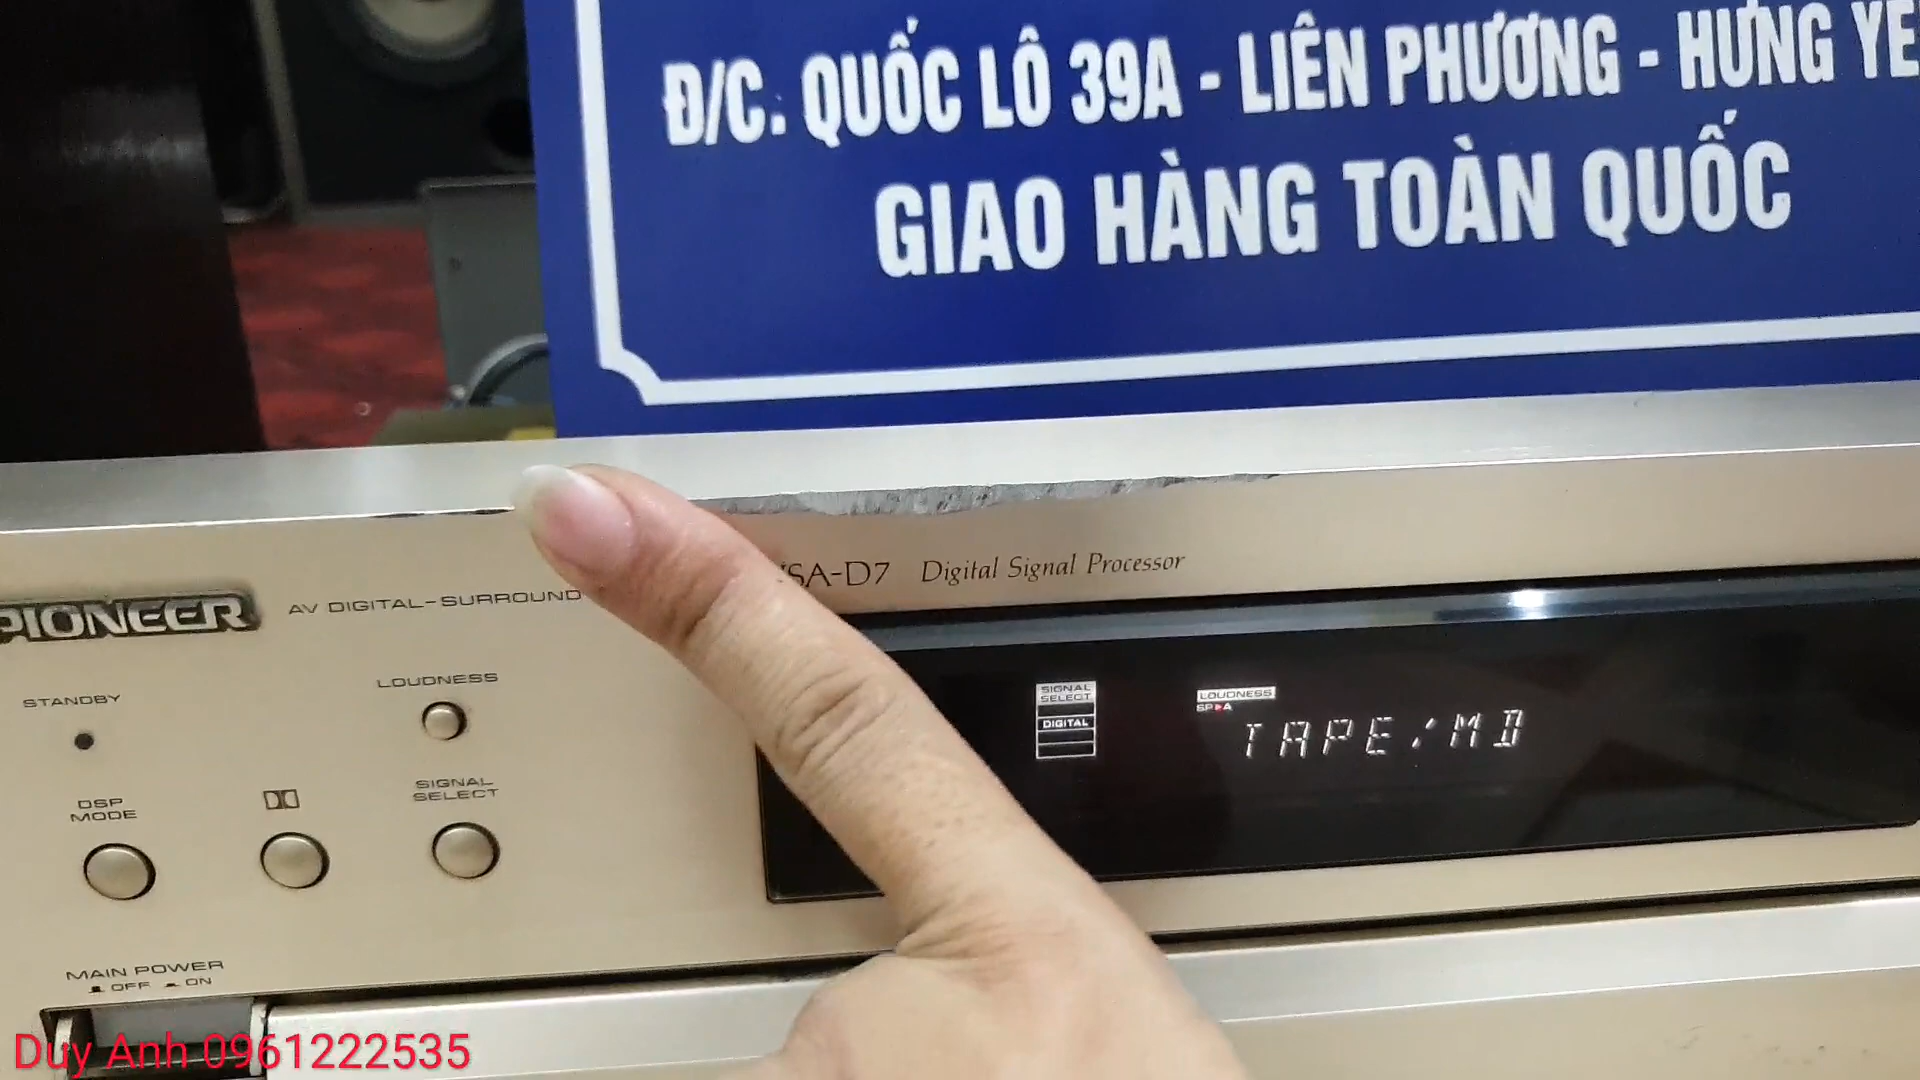 Đ/C. QUỐC LÔ 39A - LIÊN PHƯƠNG - HƯNG YÊ
GIAO HÀNG TOÀN QUỐC
VSA-D7 Digital Signal Processor
PIONEER AV DIGITAL-SURROUND
STANDBY
LOUDNESS
SIGNAL SELECT
DIGITAL
LOUDNESS
SP▶A
TAPE/MD
DSP MODE
SIGNAL SELECT
MAIN POWER
OFF ON
Duy Anh 0961222535